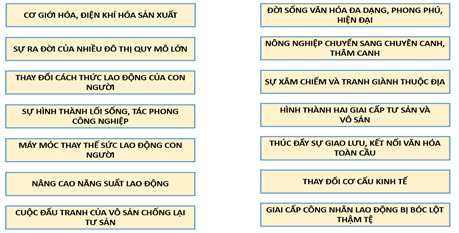 CƠ GIỚI HÓA, ĐIỆN KHÍ HÓA SẢN XUẤT
SỰ RA ĐỜI CỦA NHIỀU ĐÔ THỊ QUY MÔ LỚN
THAY ĐỔI CÁCH THỨC LAO ĐỘNG CỦA CON
NGƯỜI
SỰ HÌNH THÀNH LỐI SỐNG, TÁC PHONG
CÔNG NGHIỆP
MÁY MÓC THAY THẾ SỨC LAO ĐỘNG CON
NGƯỜI
NÂNG CAO NĂNG SUẤT LAO ĐỘNG
CUỘC ĐẤU TRANH CỦA VÔ SẢN CHỐNG LẠI
TƯ SẢN
ĐỜI SỐNG VĂN HÓA ĐA DẠNG, PHONG PHÚ,
HIỆN ĐẠI
NÔNG NGHIỆP CHUYỂN SANG CHUYÊN CANH,
THÂM CANH
SỰ XÂM CHIẾM VÀ TRANH GIÀNH THUỘC ĐỊA
HÌNH THÀNH HAI GIAI CẤP TƯ SẢN VÀ
VÔ SẢN
THÚC ĐẨY SỰ GIAO LƯU, KẾT NỐI VĂN HÓA
TOÀN CẦU
THAY ĐỔI CƠ CẤU KINH TẾ
GIAI CẤP CÔNG NHÂN LAO ĐỘNG BỊ BÓC LỘT
THẬM TỆ